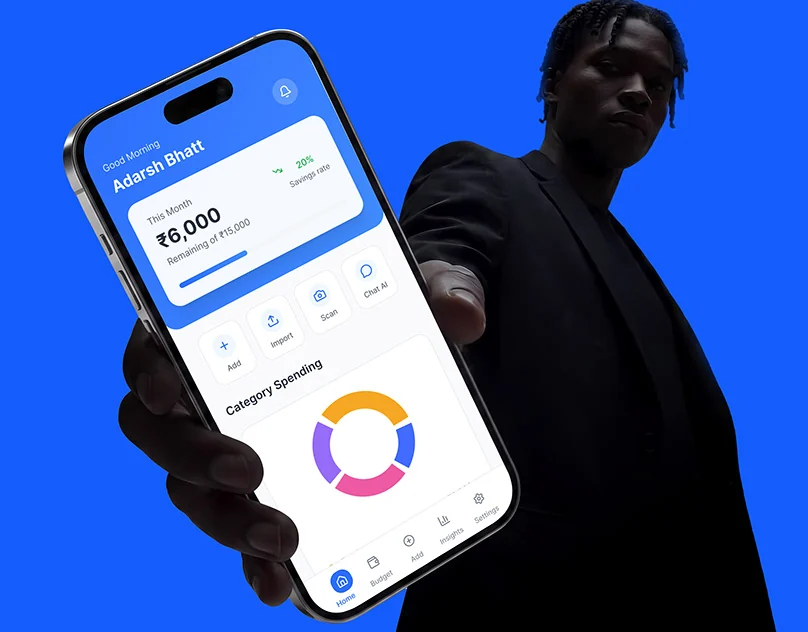 Good Morning
Adarsh Bhatt
This Month
20%
Savings rate
₹6,000
Remaining of ₹15,000
Add
Import
Scan
Chat AI
Category Spending
Home
Budget
Add
Insights
Settings